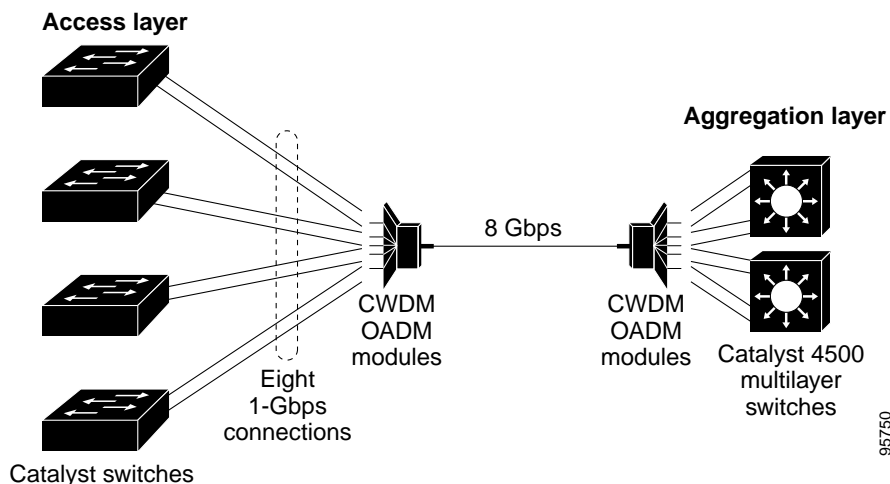 Access layer
Aggregation layer
8 Gbps
CWDM
OADM
modules
CWDM
OADM
modules
Eight
1-Gbps
connections
Catalyst 4500
multilayer
switches
Catalyst switches
95750